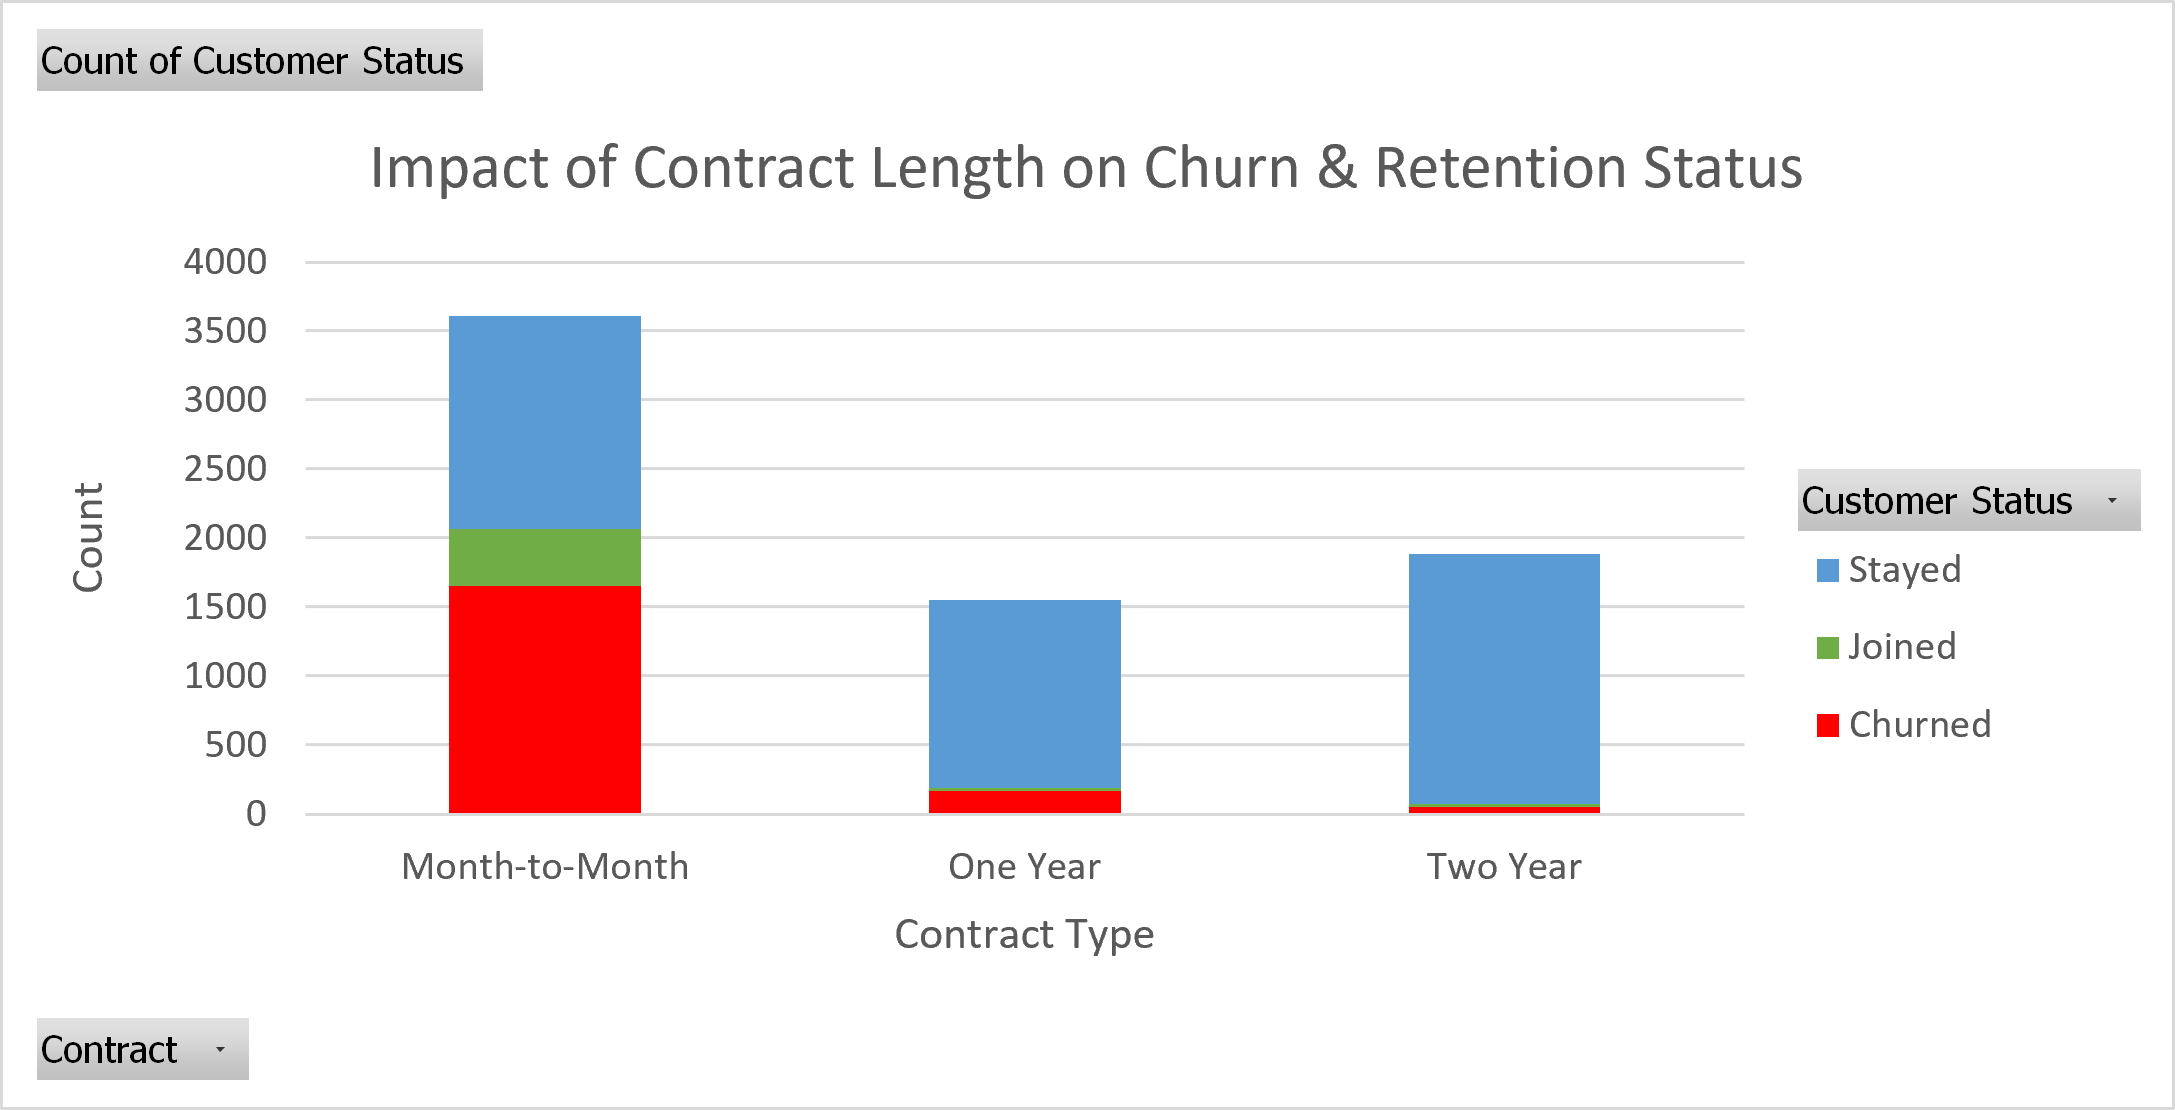 Count of Customer Status
Impact of Contract Length on Churn & Retention Status
4000
3500
3000
2500
2000
1500
1000
500
0
Count
Month-to-Month
One Year
Two Year
Contract Type
Customer Status
Stayed
Joined
Churned
Contract